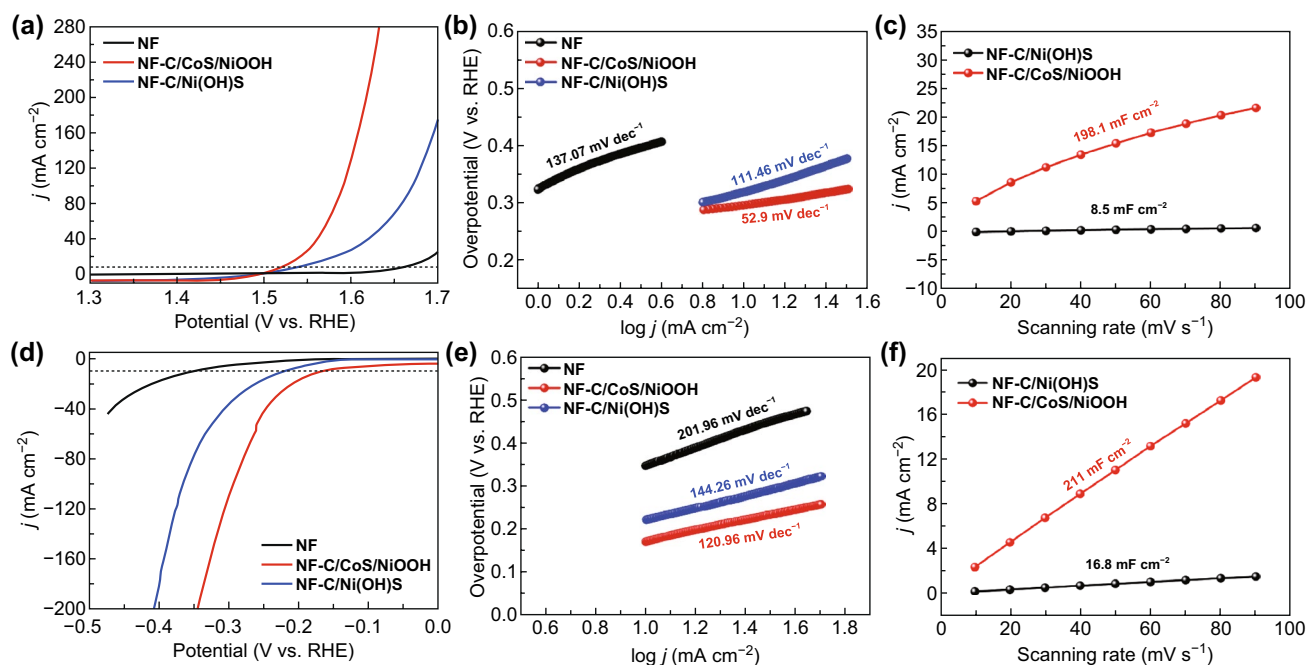 (a)
280
240
200
160
120
80
40
0
j (mA cm−2)
NF
NF-C/CoS/NiOOH
NF-C/Ni(OH)S
1.3 1.4 1.5 1.6 1.7
Potential (V vs. RHE)
(b)
0.6
0.5
0.4
0.3
0.2
Overpotential (V vs. RHE)
NF
NF-C/CoS/NiOOH
NF-C/Ni(OH)S
137.07 mV dec−1
111.46 mV dec−1
52.9 mV dec−1
0.0 0.2 0.4 0.6 0.8 1.0 1.2 1.4 1.6
log j (mA cm−2)
(c)
35
30
25
20
15
10
5
0
−5
−10
j (mA cm−2)
NF-C/Ni(OH)S
NF-C/CoS/NiOOH
198.1 mF cm−2
8.5 mF cm−2
0 20 40 60 80 100
Scanning rate (mV s−1)
(d)
0
−40
−80
−120
−160
−200
j (mA cm−2)
NF
NF-C/CoS/NiOOH
NF-C/Ni(OH)S
−0.5 −0.4 −0.3 −0.2 −0.1 0.0
Potential (V vs. RHE)
(e)
0.6
0.5
0.4
0.3
0.2
0.1
0.0
Overpotential (V vs. RHE)
NF
NF-C/CoS/NiOOH
NF-C/Ni(OH)S
201.96 mV dec−1
144.26 mV dec−1
120.96 mV dec−1
0.6 0.8 1.0 1.2 1.4 1.6 1.8
log j (mA cm−2)
(f)
20
16
12
8
4
0
j (mA cm−2)
NF-C/Ni(OH)S
NF-C/CoS/NiOOH
211 mF cm−2
16.8 mF cm−2
0 20 40 60 80 100
Scanning rate (mV s−1)